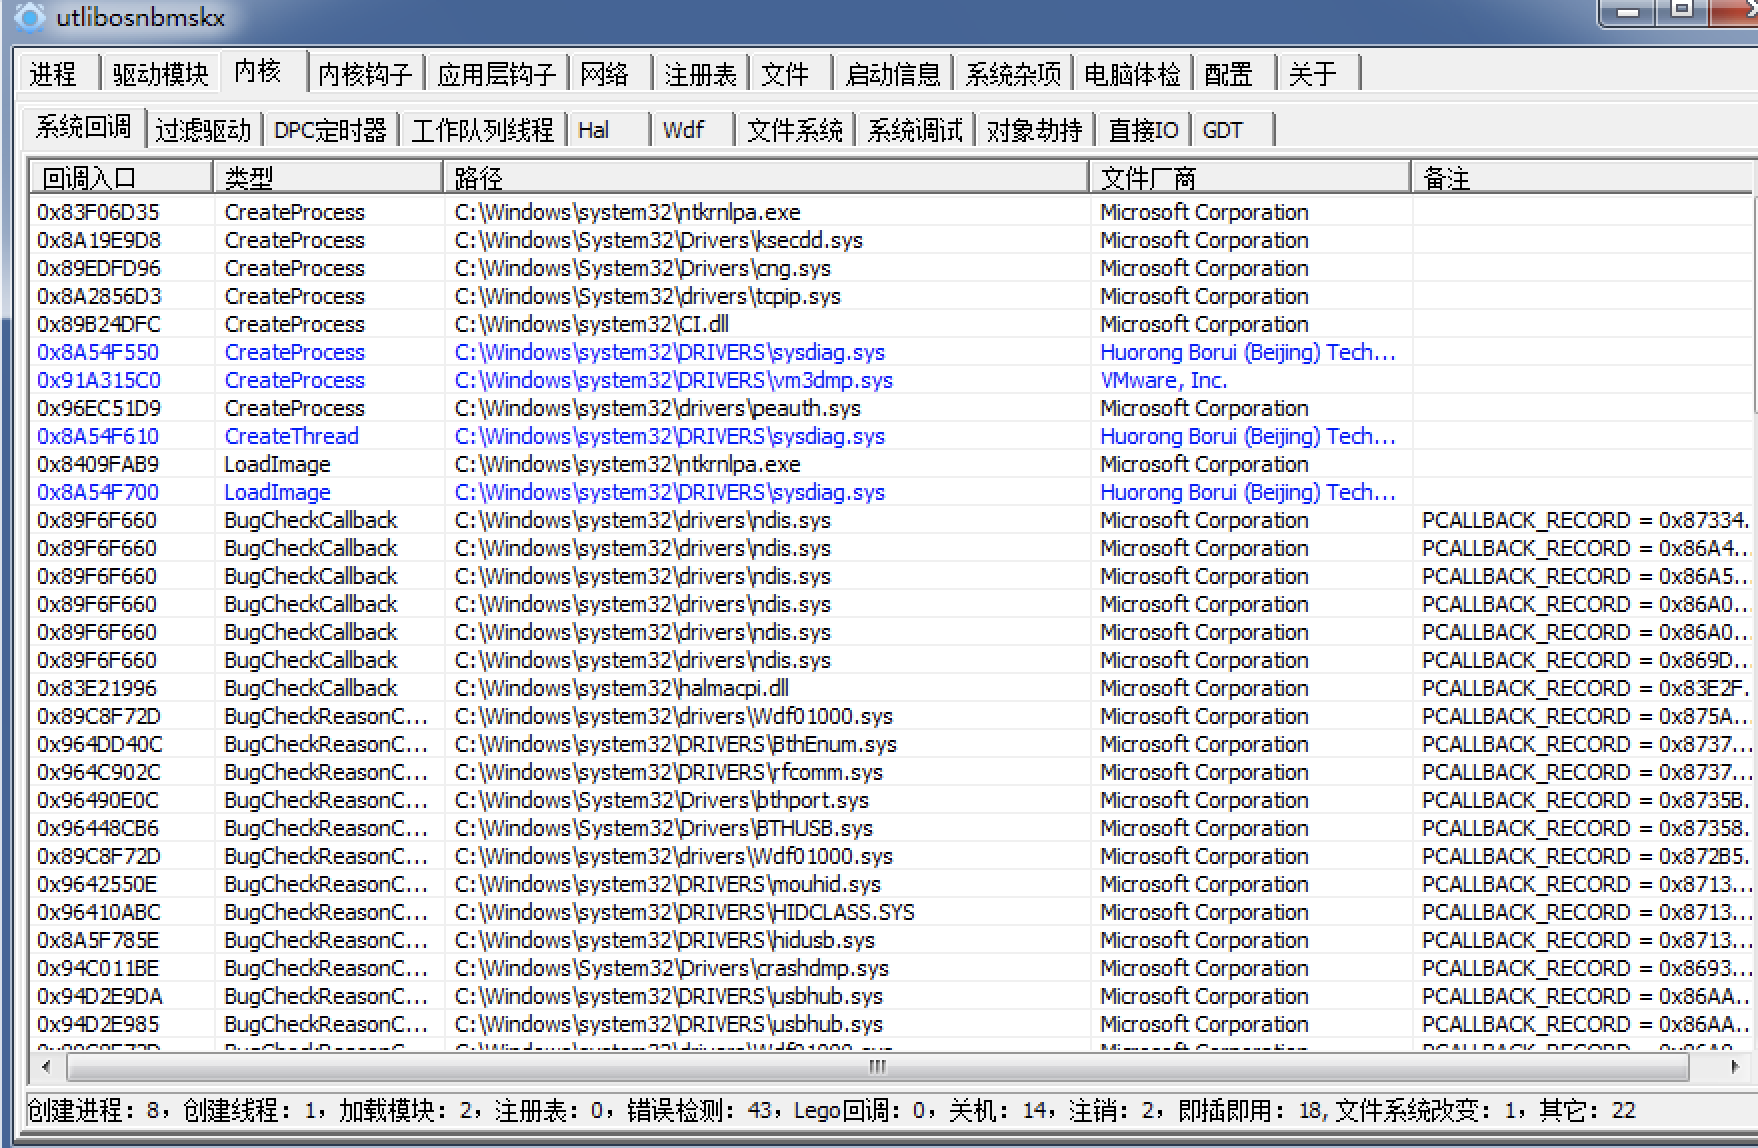 utlibosnbmskx
进程 驱动模块 内核 内核钩子 应用层钩子 网络 注册表 文件 启动信息 系统杂项 电脑体检 配置 关于
系统回调 过滤驱动 DPC定时器 工作队列线程 Hal Wdf 文件系统 系统调试 对象劫持 直接IO GDT
回调入口 类型 路径 文件厂商 备注
0x83F06D35 CreateProcess C:\Windows\system32\ntkrnlpa.exe Microsoft Corporation
0x8A19E9D8 CreateProcess C:\Windows\System32\Drivers\ksecdd.sys Microsoft Corporation
0x89EDFD96 CreateProcess C:\Windows\System32\Drivers\cng.sys Microsoft Corporation
0x8A2856D3 CreateProcess C:\Windows\System32\drivers\tcpip.sys Microsoft Corporation
0x89B24DFC CreateProcess C:\Windows\system32\CI.dll Microsoft Corporation
0x8A54F550 CreateProcess C:\Windows\system32\DRIVERS\sysdiag.sys Huorong Borui (Beijing) Tech...
0x91A315C0 CreateProcess C:\Windows\system32\DRIVERS\vm3dmp.sys VMware, Inc.
0x96EC51D9 CreateProcess C:\Windows\system32\drivers\peauth.sys Microsoft Corporation
0x8A54F610 CreateThread C:\Windows\system32\DRIVERS\sysdiag.sys Huorong Borui (Beijing) Tech...
0x8409FAB9 LoadImage C:\Windows\system32\ntkrnlpa.exe Microsoft Corporation
0x8A54F700 LoadImage C:\Windows\system32\DRIVERS\sysdiag.sys Huorong Borui (Beijing) Tech...
0x89F6F660 BugCheckCallback C:\Windows\system32\drivers\ndis.sys Microsoft Corporation PCALLBACK_RECORD = 0x87334.
0x89F6F660 BugCheckCallback C:\Windows\system32\drivers\ndis.sys Microsoft Corporation PCALLBACK_RECORD = 0x86A4...
0x89F6F660 BugCheckCallback C:\Windows\system32\drivers\ndis.sys Microsoft Corporation PCALLBACK_RECORD = 0x86A5...
0x89F6F660 BugCheckCallback C:\Windows\system32\drivers\ndis.sys Microsoft Corporation PCALLBACK_RECORD = 0x86A0...
0x89F6F660 BugCheckCallback C:\Windows\system32\drivers\ndis.sys Microsoft Corporation PCALLBACK_RECORD = 0x86A0...
0x89F6F660 BugCheckCallback C:\Windows\system32\drivers\ndis.sys Microsoft Corporation PCALLBACK_RECORD = 0x869D...
0x83E21996 BugCheckCallback C:\Windows\system32\halmacpi.dll Microsoft Corporation PCALLBACK_RECORD = 0x83E2F.
0x89C8F72D BugCheckReasonC... C:\Windows\system32\drivers\Wdf01000.sys Microsoft Corporation PCALLBACK_RECORD = 0x875A...
0x964DD40C BugCheckReasonC... C:\Windows\system32\DRIVERS\BthEnum.sys Microsoft Corporation PCALLBACK_RECORD = 0x8737...
0x964C902C BugCheckReasonC... C:\Windows\system32\DRIVERS\rfcomm.sys Microsoft Corporation PCALLBACK_RECORD = 0x8737...
0x96490E0C BugCheckReasonC... C:\Windows\System32\Drivers\bthport.sys Microsoft Corporation PCALLBACK_RECORD = 0x8735B.
0x96448CB6 BugCheckReasonC... C:\Windows\System32\Drivers\BTHUSB.sys Microsoft Corporation PCALLBACK_RECORD = 0x87358.
0x89C8F72D BugCheckReasonC... C:\Windows\system32\drivers\Wdf01000.sys Microsoft Corporation PCALLBACK_RECORD = 0x872B5.
0x9642550E BugCheckReasonC... C:\Windows\system32\DRIVERS\mouhid.sys Microsoft Corporation PCALLBACK_RECORD = 0x8713...
0x96410ABC BugCheckReasonC... C:\Windows\system32\DRIVERS\HIDCLASS.SYS Microsoft Corporation PCALLBACK_RECORD = 0x8713...
0x8A5F785E BugCheckReasonC... C:\Windows\system32\DRIVERS\hidusb.sys Microsoft Corporation PCALLBACK_RECORD = 0x8713...
0x94C011BE BugCheckReasonC... C:\Windows\System32\Drivers\crashdmp.sys Microsoft Corporation PCALLBACK_RECORD = 0x8693...
0x94D2E9DA BugCheckReasonC... C:\Windows\system32\DRIVERS\usbhub.sys Microsoft Corporation PCALLBACK_RECORD = 0x86AA...
0x94D2E985 BugCheckReasonC... C:\Windows\system32\DRIVERS\usbhub.sys Microsoft Corporation PCALLBACK_RECORD = 0x86AA...
创建进程：8，创建线程：1，加载模块：2，注册表：0，错误检测：43，Lego回调：0，关机：14，注销：2，即插即用：18, 文件系统改变：1，其它：22